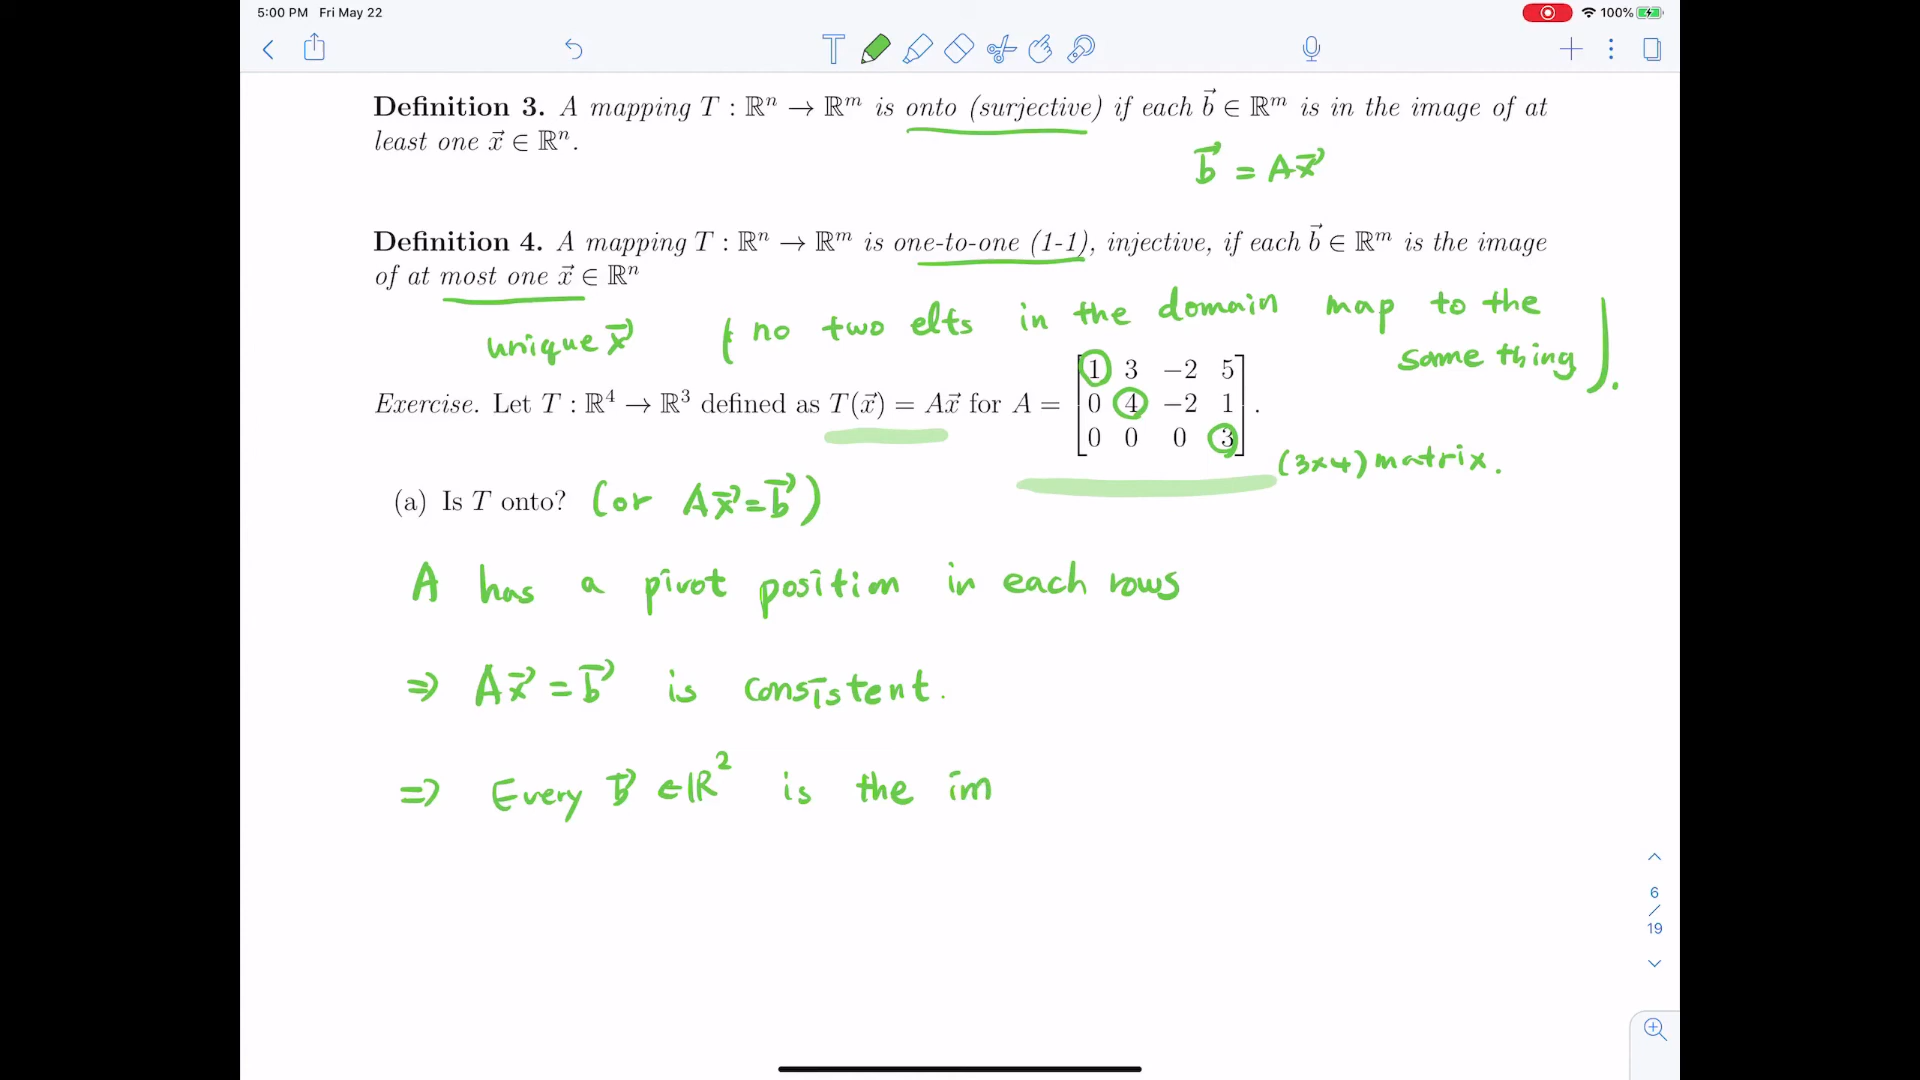 5:00 PM Fri May 22
100%
T
Definition 3. A mapping T : ℝⁿ → ℝᵐ is onto (surjective) if each b⃗ ∈ ℝᵐ is in the image of at
least one x⃗ ∈ ℝⁿ.
b⃗ = Ax⃗
Definition 4. A mapping T : ℝⁿ → ℝᵐ is one-to-one (1-1), injective, if each b⃗ ∈ ℝᵐ is the image
of at most one x⃗ ∈ ℝⁿ
unique x⃗ ( no two elts in the domain map to the
same thing ).
Exercise. Let T : ℝ⁴ → ℝ³ defined as T(x⃗) = Ax⃗ for A = [1 3 −2 5
0 4 −2 1
0 0 0 3].
(3×4) matrix.
(a) Is T onto? (or Ax⃗ = b⃗)
A has a pivot position in each rows
⇒ Ax⃗ = b⃗ is consistent.
⇒ Every b⃗ ∈ ℝ² is the im
6
/
19